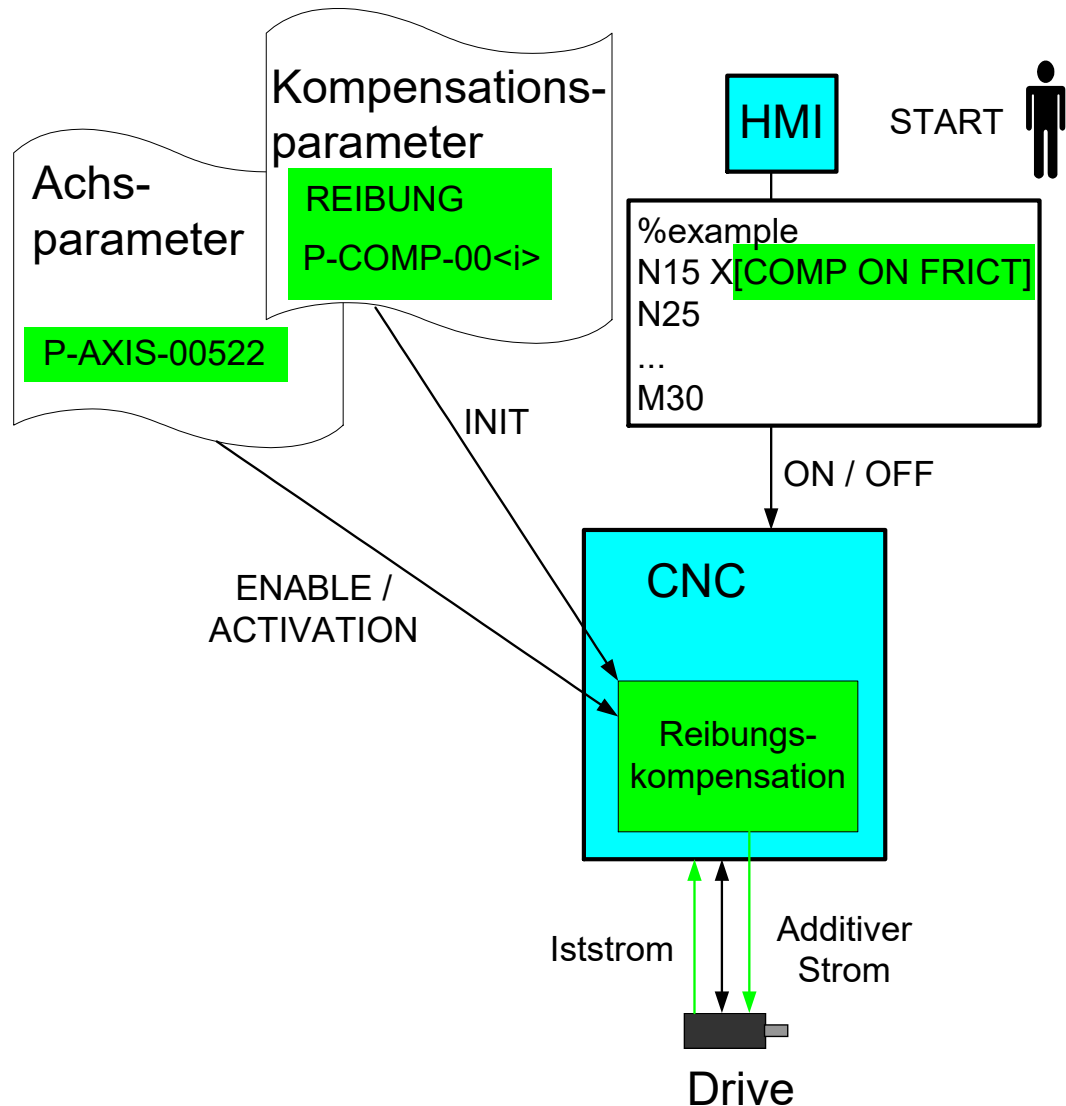 Kompensations-
parameter
REIBUNG
P-COMP-00<i>
Achs-
parameter
P-AXIS-00522
HMI
START
%example
N15 X[COMP ON FRICT]
N25
...
M30
INIT
ON / OFF
ENABLE /
ACTIVATION
CNC
Reibungs-
kompensation
Iststrom
Additiver
Strom
Drive